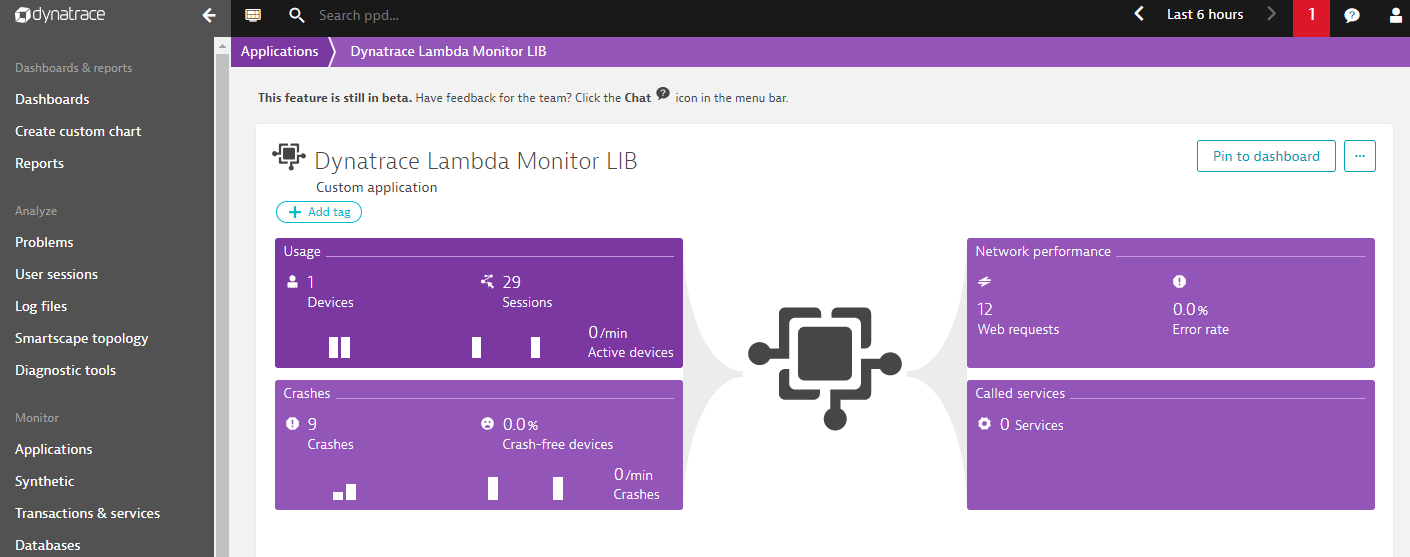 dynatrace
Search ppd...
Last 6 hours
1
Dashboards & reports
Dashboards
Create custom chart
Reports
Analyze
Problems
User sessions
Log files
Smartscape topology
Diagnostic tools
Monitor
Applications
Synthetic
Transactions & services
Databases
Applications
Dynatrace Lambda Monitor LIB
This feature is still in beta. Have feedback for the team? Click the Chat icon in the menu bar.
Dynatrace Lambda Monitor LIB
Custom application
Add tag
Pin to dashboard
...
Usage
1
Devices
29
Sessions
0 /min
Active devices
Crashes
9
Crashes
0.0 %
Crash-free devices
0 /min
Crashes
Network performance
12
Web requests
0.0 %
Error rate
Called services
0 Services